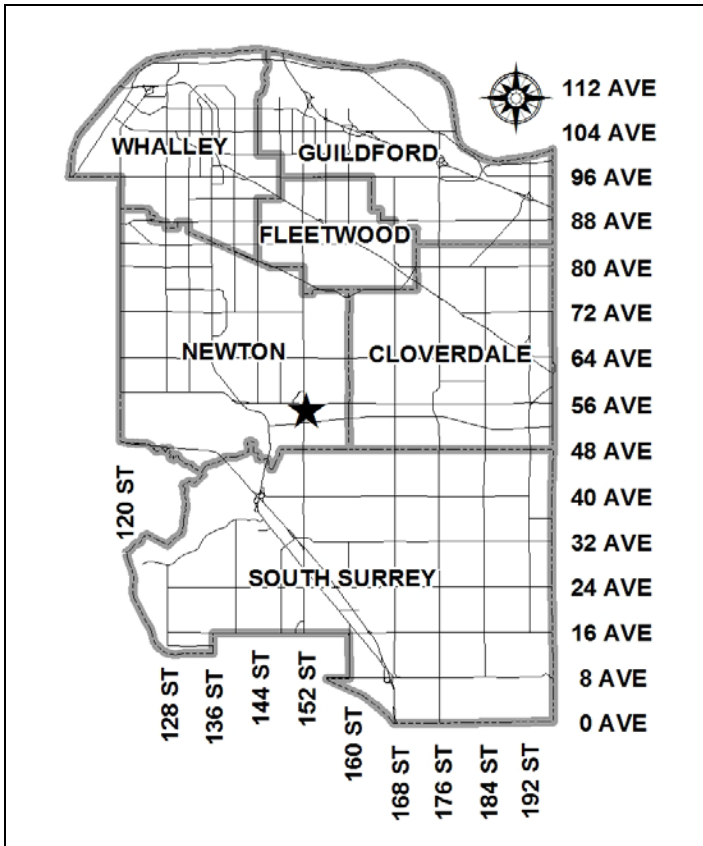 112 AVE
104 AVE
WHALLEY
GUILDFORD
96 AVE
88 AVE
FLEETWOOD
80 AVE
72 AVE
NEWTON
CLOVERDALE
64 AVE
56 AVE
48 AVE
120 ST
40 AVE
32 AVE
SOUTH SURREY
24 AVE
16 AVE
8 AVE
0 AVE
128 ST
136 ST
144 ST
152 ST
160 ST
168 ST
176 ST
184 ST
192 ST